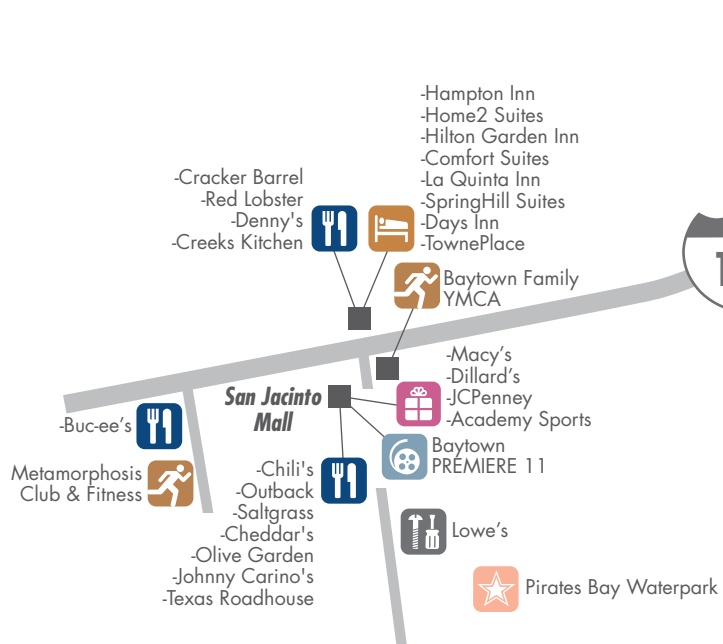 -Hampton Inn
-Home2 Suites
-Hilton Garden Inn
-Comfort Suites
-La Quinta Inn
-SpringHill Suites
-Days Inn
-TownePlace
-Cracker Barrel
-Red Lobster
-Denny's
-Creeks Kitchen
Baytown Family
YMCA
1
-Macy’s
-Dillard’s
-JCPenney
-Academy Sports
San Jacinto
Mall
-Buc-ee’s
Baytown
PREMIERE 11
Metamorphosis
Club & Fitness
-Chili's
-Outback
-Saltgrass
-Cheddar's
-Olive Garden
-Johnny Carino's
-Texas Roadhouse
Lowe’s
Pirates Bay Waterpark